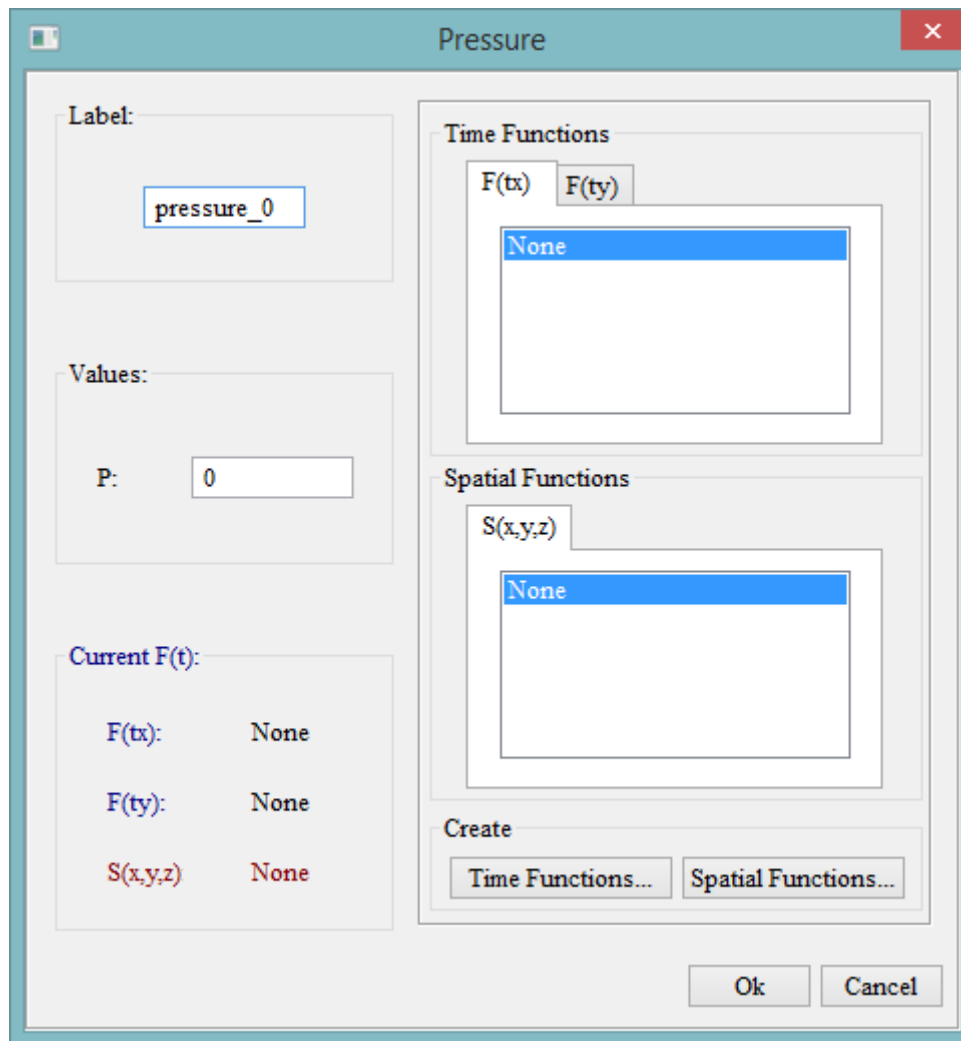 Pressure
Label:
pressure_0
Values:
P: 0
Current F(t):
F(tx): None
F(ty): None
S(x,y,z) None
Time Functions
F(tx) F(ty)
None
Spatial Functions
S(x,y,z)
None
Create
Time Functions... Spatial Functions...
Ok Cancel